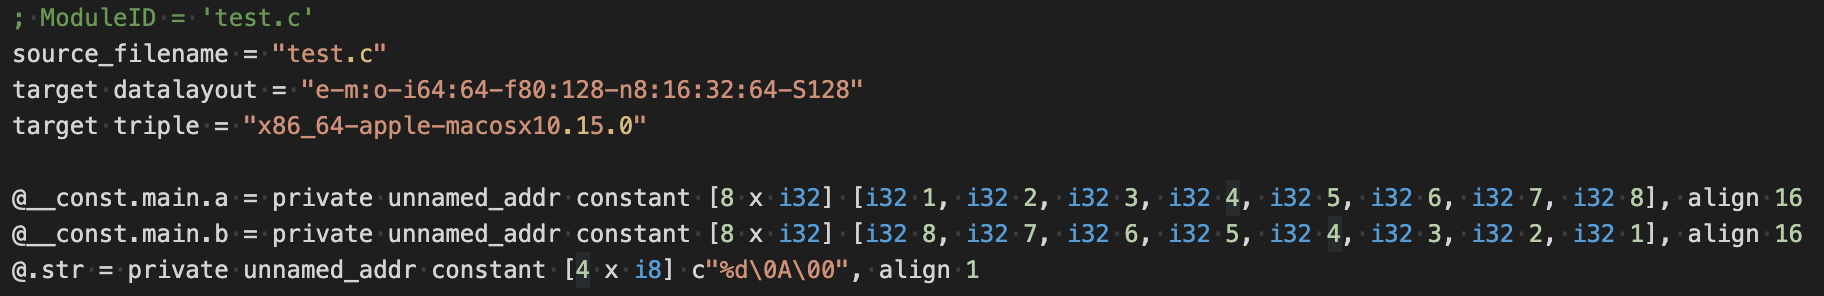 ; ModuleID = 'test.c'
source_filename = "test.c"
target datalayout = "e-m:o-i64:64-f80:128-n8:16:32:64-S128"
target triple = "x86_64-apple-macosx10.15.0"
@__const.main.a = private unnamed_addr constant [8 x i32] [i32 1, i32 2, i32 3, i32 4, i32 5, i32 6, i32 7, i32 8], align 16
@__const.main.b = private unnamed_addr constant [8 x i32] [i32 8, i32 7, i32 6, i32 5, i32 4, i32 3, i32 2, i32 1], align 16
@.str = private unnamed_addr constant [4 x i8] c"%d\0A\00", align 1